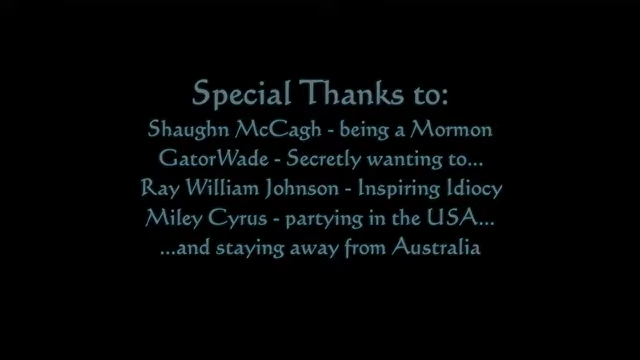 Special Thanks to:
Shaughn McCagh - being a Mormon
GatorWade - Secretly wanting to...
Ray William Johnson - Inspiring Idiocy
Miley Cyrus - partying in the USA...
...and staying away from Australia